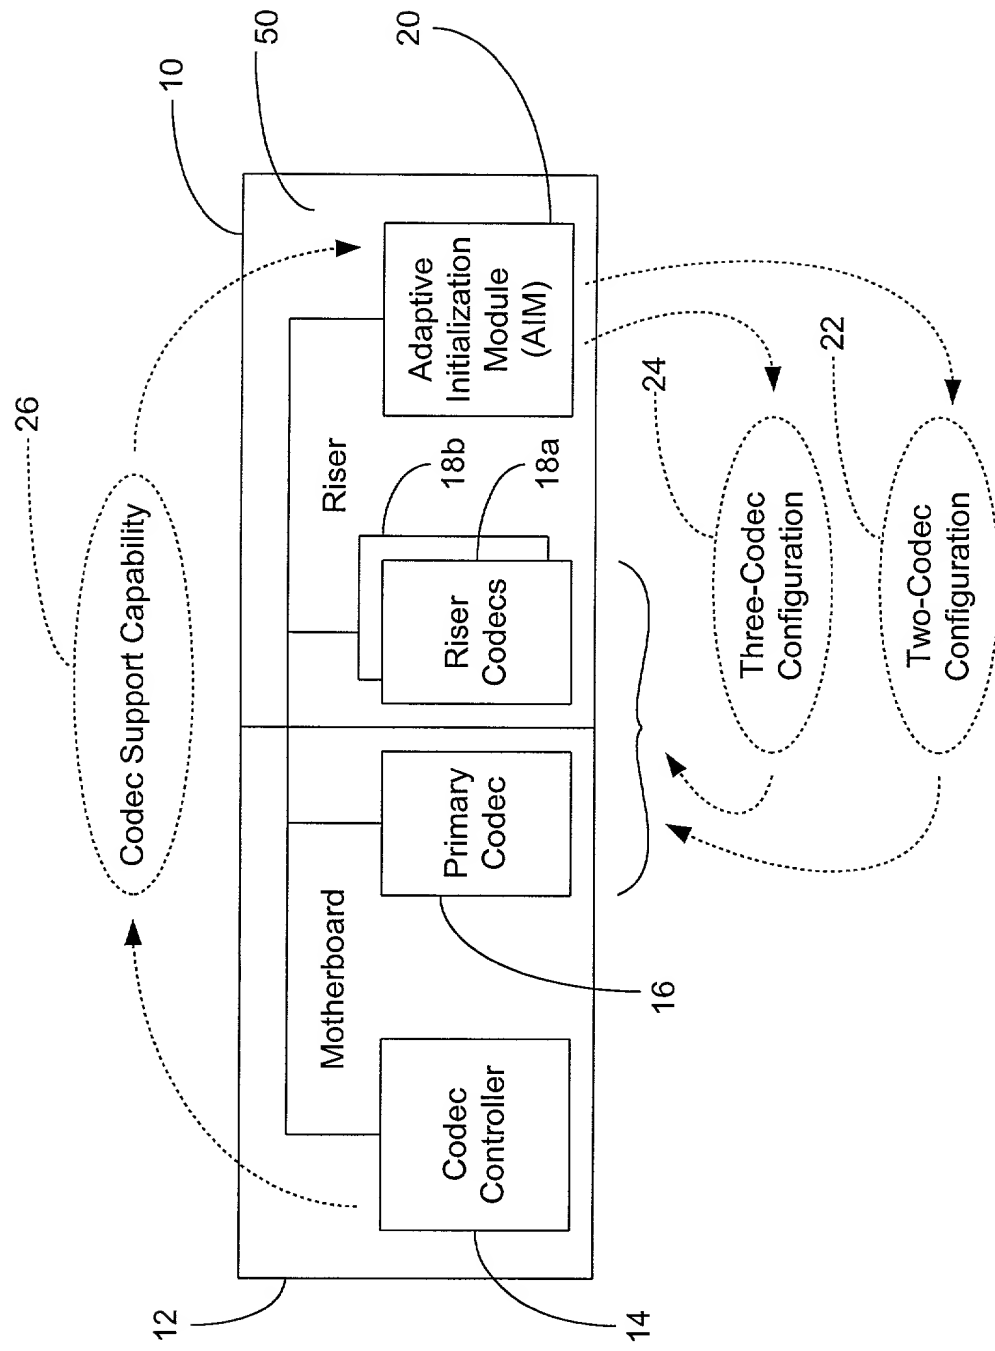 26
Codec Support Capability
10
50
20
12
Motherboard
Riser
Codec
Controller
Primary
Codec
Riser
Codecs
Adaptive
Initialization
Module
(AIM)
18b
18a
14
16
24
Three-Codec
Configuration
22
Two-Codec
Configuration